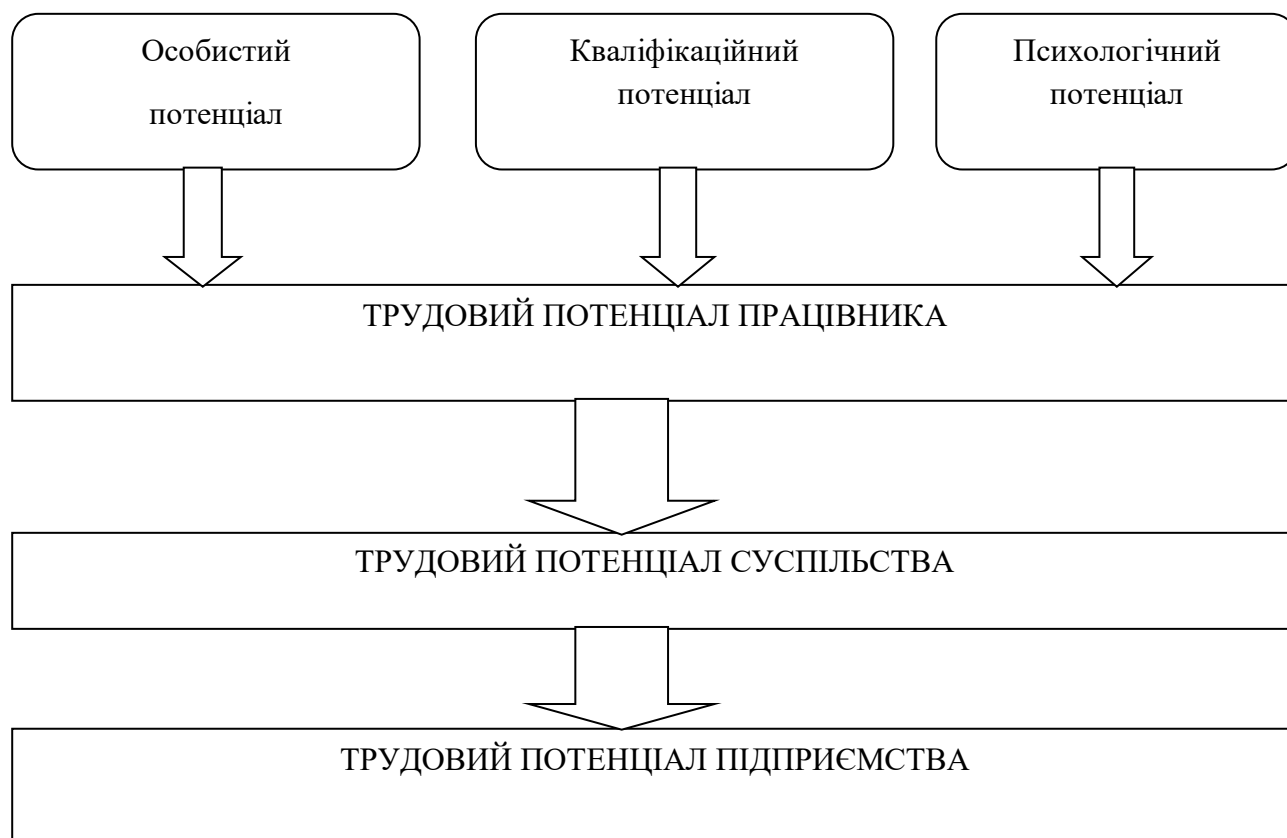 Особистий
потенціал
Кваліфікаційний
потенціал
Психологічний
потенціал
ТРУДОВИЙ ПОТЕНЦІАЛ ПРАЦІВНИКА
ТРУДОВИЙ ПОТЕНЦІАЛ СУСПІЛЬСТВА
ТРУДОВИЙ ПОТЕНЦІАЛ ПІДПРИЄМСТВА